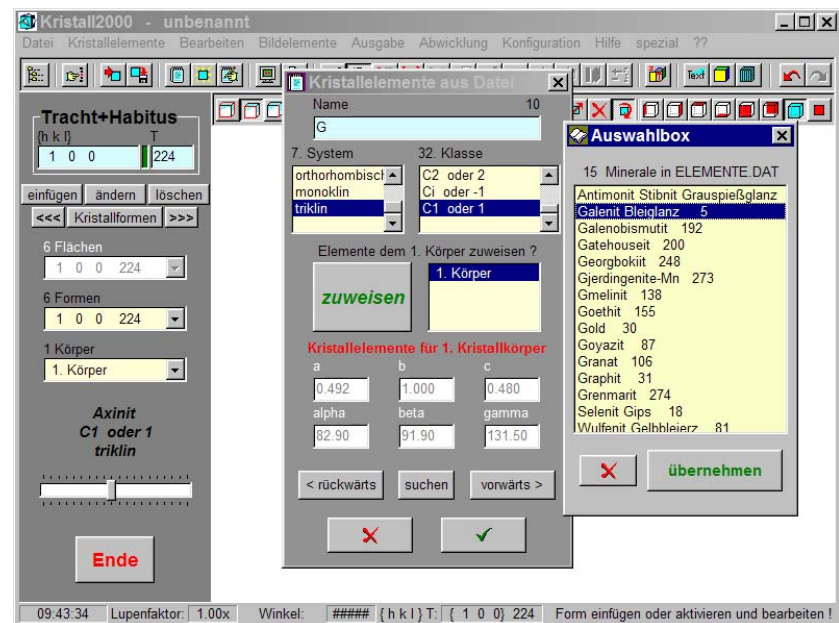 Kristall2000 - unbenannt
Datei Kristallelemente Bearbeiten Bildelemente Ausgabe Abwicklung Konfiguration Hilfe spezial ??
Text
Tracht+Habitus
{h k l} T
1 0 0 224
einfügen ändern löschen
<<< Kristallformen >>>
6 Flächen
1 0 0 224
6 Formen
1 0 0 224
1 Körper
1. Körper
Axinit
C1 oder 1
triklin
Ende
Kristallelemente aus Datei
Name 10
G
7. System 32. Klasse
orthorhombisch C2 oder 2
monoklin Ci oder -1
triklin C1 oder 1
Elemente dem 1. Körper zuweisen ?
zuweisen
1. Körper
Kristallelemente für 1. Kristallkörper
a b c
0.492 1.000 0.480
alpha beta gamma
82.90 91.90 131.50
< rückwärts suchen vorwärts >
Auswahlbox
15 Minerale in ELEMENTE.DAT
Antimonit Stibnit Grauspießglanz
Galenit Bleiglanz 5
Galenobismutit 192
Gatehouseit 200
Georgbokiit 248
Gjerdingenite-Mn 273
Gmelinit 138
Goethit 155
Gold 30
Goyazit 87
Granat 106
Graphit 31
Grenmarit 274
Selenit Gips 18
Wulfenit Gelbbleierz 81
übernehmen
09:43:34 Lupenfaktor: 1.00x Winkel: ##### { h k l } T: { 1 0 0} 224 Form einfügen oder aktivieren und bearbeiten !